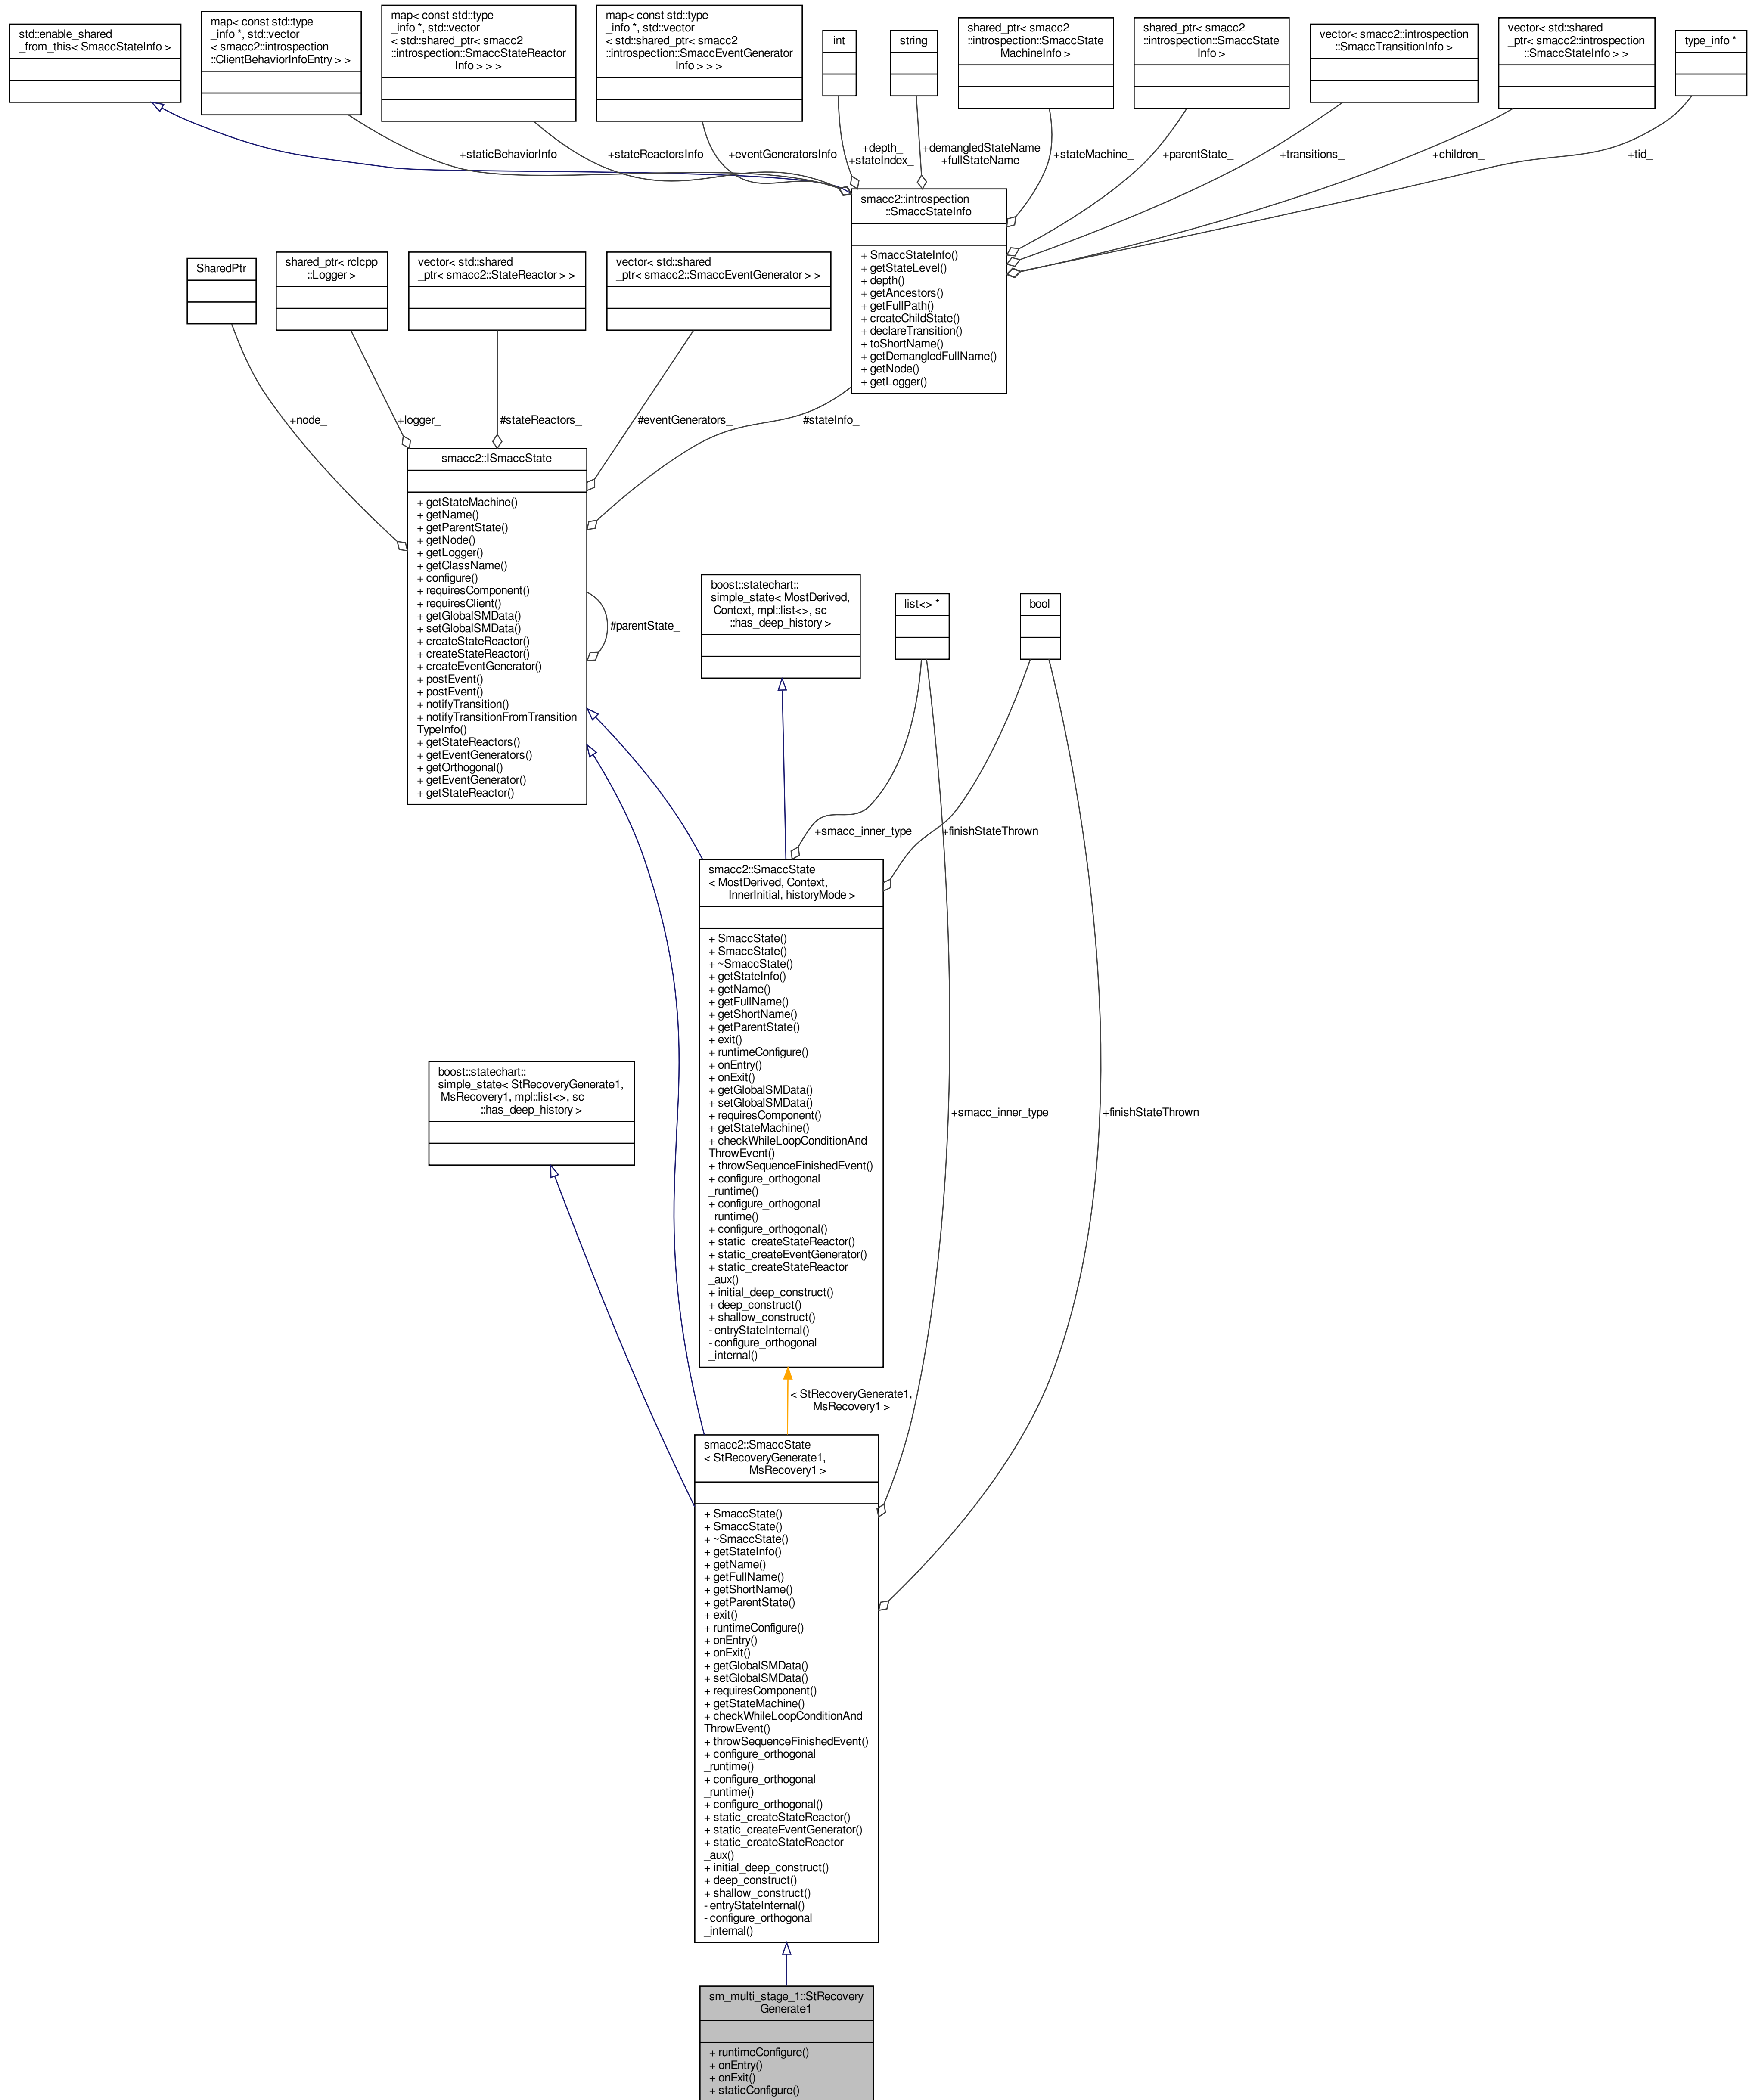 std::enable_shared
_from_this< SmaccStateInfo >
map< const std::type
_info *, std::vector
< smacc2::introspection
::ClientBehaviorInfoEntry > >
map< const std::type
_info *, std::vector
< std::shared_ptr< smacc2
::introspection::SmaccStateReactor
Info > > >
map< const std::type
_info *, std::vector
< std::shared_ptr< smacc2
::introspection::SmaccEventGenerator
Info > > >
int
string
shared_ptr< smacc2
::introspection::SmaccState
MachineInfo >
shared_ptr< smacc2
::introspection::SmaccState
Info >
vector< smacc2::introspection
::SmaccTransitionInfo >
vector< std::shared
_ptr< smacc2::introspection
::SmaccStateInfo > >
type_info *
+staticBehaviorInfo
+stateReactorsInfo
+eventGeneratorsInfo
+depth_
+stateIndex_
+demangledStateName
+fullStateName
+stateMachine_
+parentState_
+transitions_
+children_
+tid_
smacc2::introspection
::SmaccStateInfo
+ SmaccStateInfo()
+ getStateLevel()
+ depth()
+ getAncestors()
+ getFullPath()
+ createChildState()
+ declareTransition()
+ toShortName()
+ getDemangledFullName()
+ getNode()
+ getLogger()
SharedPtr
shared_ptr< rclcpp
::Logger >
vector< std::shared
_ptr< smacc2::StateReactor > >
vector< std::shared
_ptr< smacc2::SmaccEventGenerator > >
+node_
+logger_
#stateReactors_
#eventGenerators_
#stateInfo_
smacc2::ISmaccState
+ getStateMachine()
+ getName()
+ getParentState()
+ getNode()
+ getLogger()
+ getClassName()
+ configure()
+ requiresComponent()
+ requiresClient()
+ getGlobalSMData()
+ setGlobalSMData()
+ createStateReactor()
+ createStateReactor()
+ createEventGenerator()
+ postEvent()
+ postEvent()
+ notifyTransition()
+ notifyTransitionFromTransition
TypeInfo()
+ getStateReactors()
+ getEventGenerators()
+ getOrthogonal()
+ getEventGenerator()
+ getStateReactor()
#parentState_
boost::statechart::
simple_state< MostDerived,
Context, mpl::list<>, sc
::has_deep_history >
list<> *
bool
+smacc_inner_type
+finishStateThrown
smacc2::SmaccState
< MostDerived, Context,
InnerInitial, historyMode >
+ SmaccState()
+ SmaccState()
+ ~SmaccState()
+ getStateInfo()
+ getName()
+ getFullName()
+ getShortName()
+ getParentState()
+ exit()
+ runtimeConfigure()
+ onEntry()
+ onExit()
+ getGlobalSMData()
+ setGlobalSMData()
+ requiresComponent()
+ getStateMachine()
+ checkWhileLoopConditionAnd
ThrowEvent()
+ throwSequenceFinishedEvent()
+ configure_orthogonal
_runtime()
+ configure_orthogonal
_runtime()
+ configure_orthogonal()
+ static_createStateReactor()
+ static_createEventGenerator()
+ static_createStateReactor
_aux()
+ initial_deep_construct()
+ deep_construct()
+ shallow_construct()
- entryStateInternal()
- configure_orthogonal
_internal()
boost::statechart::
simple_state< StRecoveryGenerate1,
MsRecovery1, mpl::list<>, sc
::has_deep_history >
+smacc_inner_type
+finishStateThrown
< StRecoveryGenerate1,
MsRecovery1 >
smacc2::SmaccState
< StRecoveryGenerate1,
MsRecovery1 >
+ SmaccState()
+ SmaccState()
+ ~SmaccState()
+ getStateInfo()
+ getName()
+ getFullName()
+ getShortName()
+ getParentState()
+ exit()
+ runtimeConfigure()
+ onEntry()
+ onExit()
+ getGlobalSMData()
+ setGlobalSMData()
+ requiresComponent()
+ getStateMachine()
+ checkWhileLoopConditionAnd
ThrowEvent()
+ throwSequenceFinishedEvent()
+ configure_orthogonal
_runtime()
+ configure_orthogonal
_runtime()
+ configure_orthogonal()
+ static_createStateReactor()
+ static_createEventGenerator()
+ static_createStateReactor
_aux()
+ initial_deep_construct()
+ deep_construct()
+ shallow_construct()
- entryStateInternal()
- configure_orthogonal
_internal()
sm_multi_stage_1::StRecovery
Generate1
+ runtimeConfigure()
+ onEntry()
+ onExit()
+ staticConfigure()